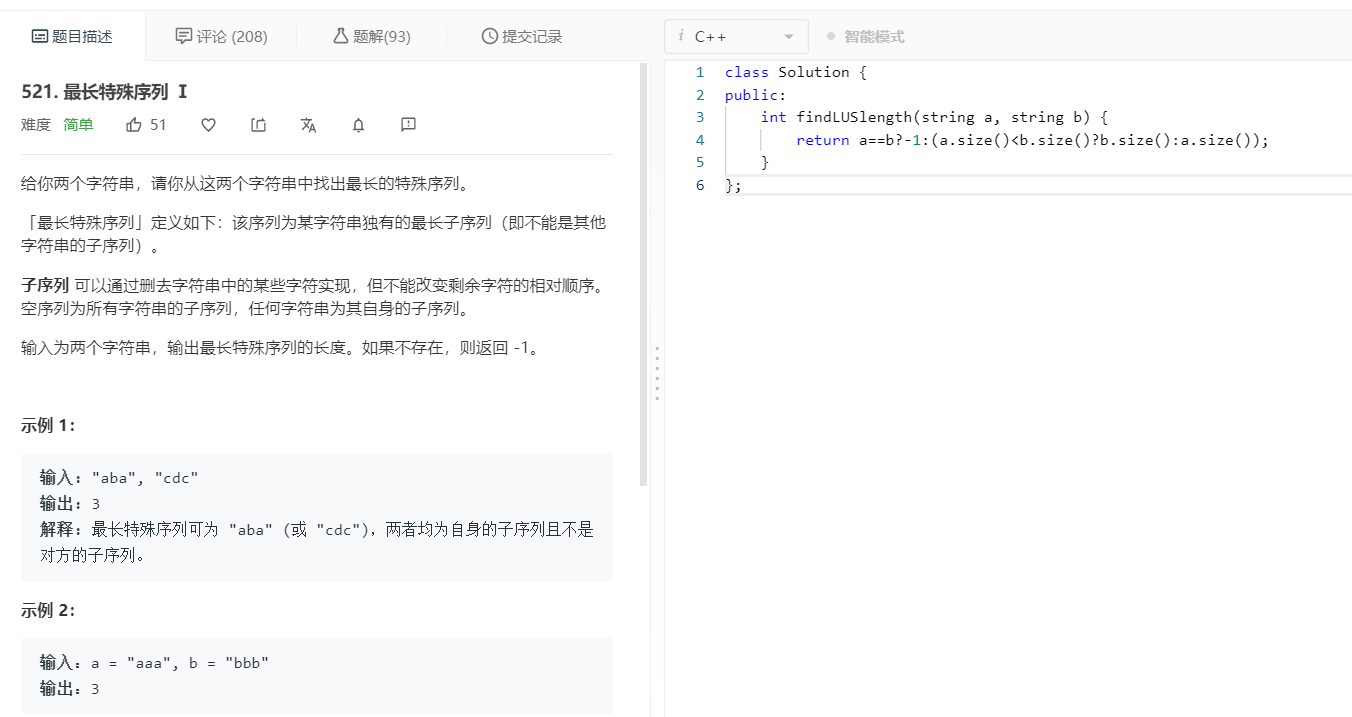 题目描述
评论 (208)
题解(93)
提交记录
i C++
智能模式
521. 最长特殊序列 Ⅰ
难度 简单 51
给你两个字符串，请你从这两个字符串中找出最长的特殊序列。
「最长特殊序列」定义如下：该序列为某字符串独有的最长子序列（即不能是其他
字符串的子序列）。
子序列 可以通过删去字符串中的某些字符实现，但不能改变剩余字符的相对顺序。
空序列为所有字符串的子序列，任何字符串为其自身的子序列。
输入为两个字符串，输出最长特殊序列的长度。如果不存在，则返回 -1。
示例 1：
输入："aba", "cdc"
输出：3
解释：最长特殊序列可为 "aba" (或 "cdc")，两者均为自身的子序列且不是
对方的子序列。
示例 2：
输入：a = "aaa", b = "bbb"
输出：3
1 class Solution {
2 public:
3     int findLUSlength(string a, string b) {
4         return a==b?-1:(a.size()<b.size()?b.size():a.size());
5     }
6 };